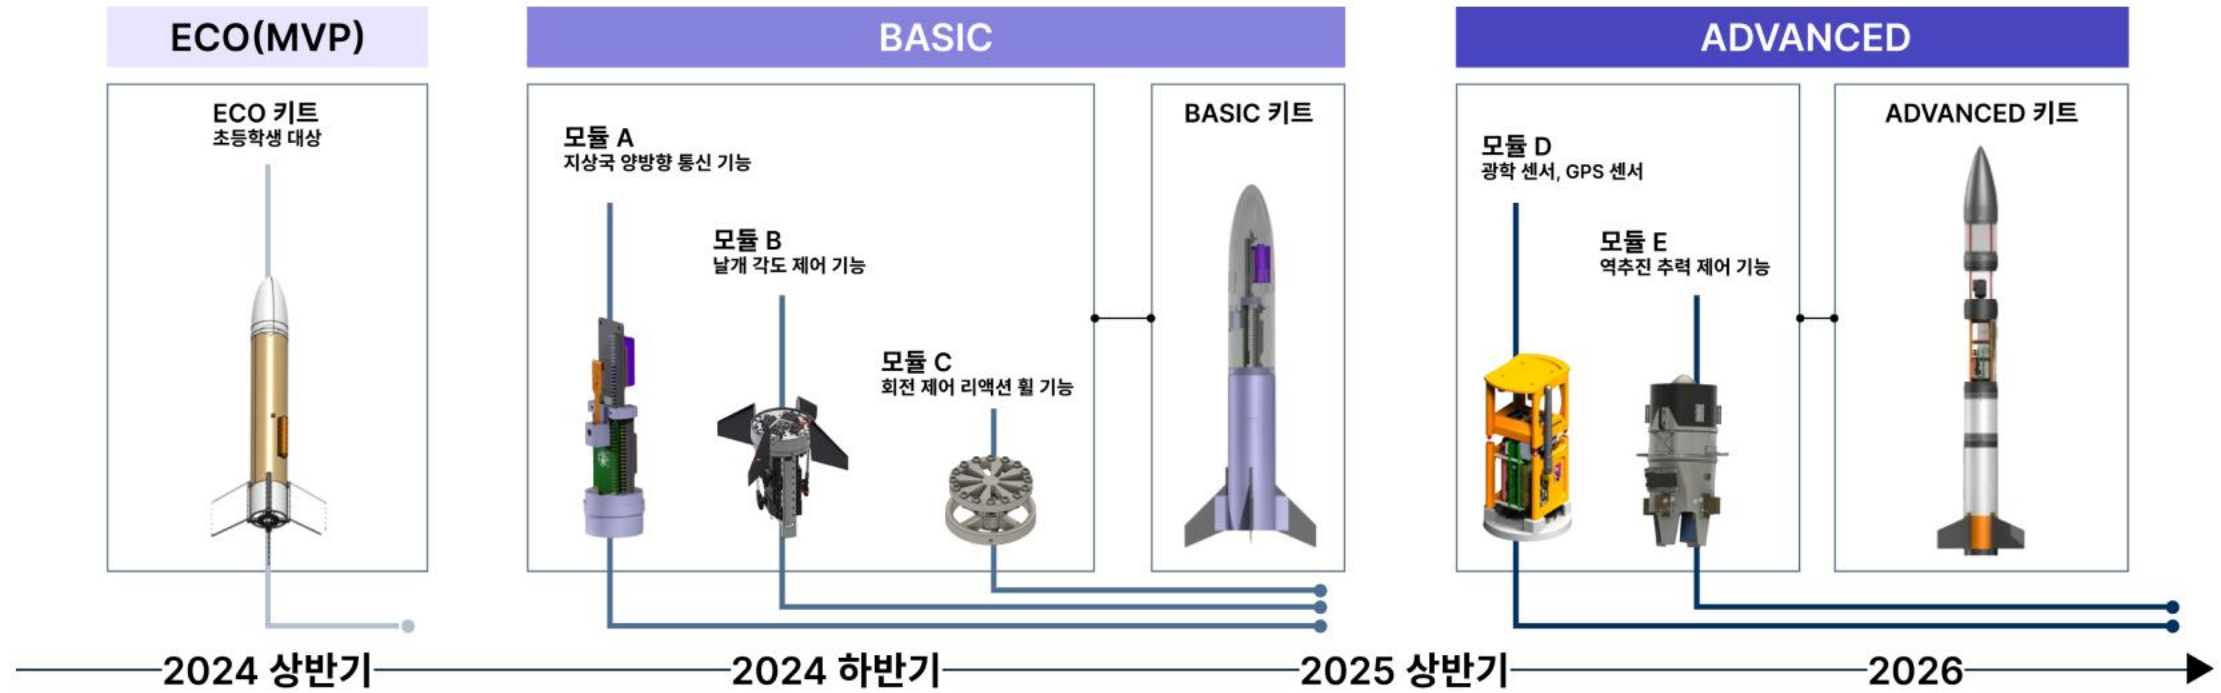 ECO(MVP)
BASIC
ADVANCED
ECO 키트
초등학생 대상
모듈 A
지상국 양방향 통신 기능
모듈 B
날개 각도 제어 기능
모듈 C
회전 제어 리액션 휠 기능
BASIC 키트
모듈 D
광학 센서, GPS 센서
모듈 E
역추진 추력 제어 기능
ADVANCED 키트
2024 상반기
2024 하반기
2025 상반기
2026